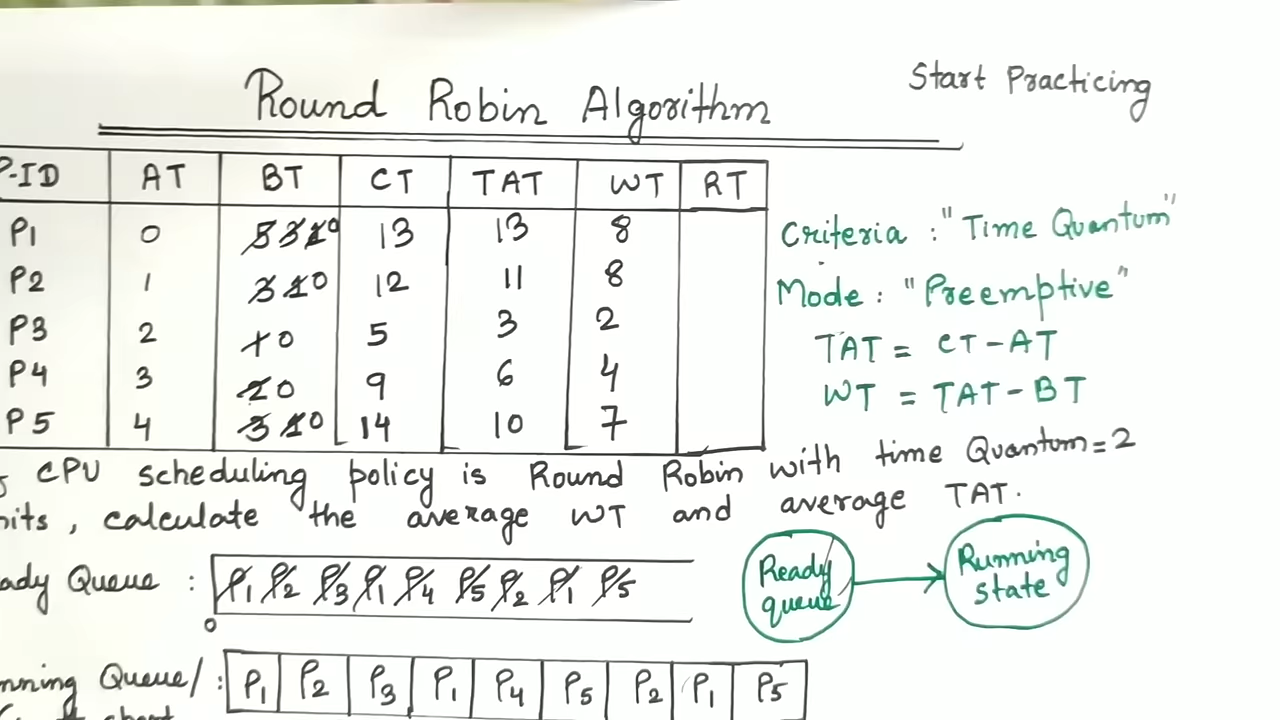 Start Practicing
Round Robin Algorithm
P-ID AT BT CT TAT WT RT
P1 0 5 3 1 0 13 13 8
P2 1 3 1 0 12 11 8
P3 2 1 0 5 3 2
P4 3 2 0 9 6 4
P5 4 3 1 0 14 10 7
Criteria : "Time Quantum"
Mode : "Preemptive"
TAT = CT - AT
WT = TAT - BT
CPU scheduling policy is Round Robin with time Quantum = 2
nits, calculate the average WT and average TAT.
ady Queue : P1 P2 P3 P1 P4 P5 P2 P1 P5
0
Ready queue Running state
nning Queue/ : P1 P2 P3 P1 P4 P5 P2 P1 P5